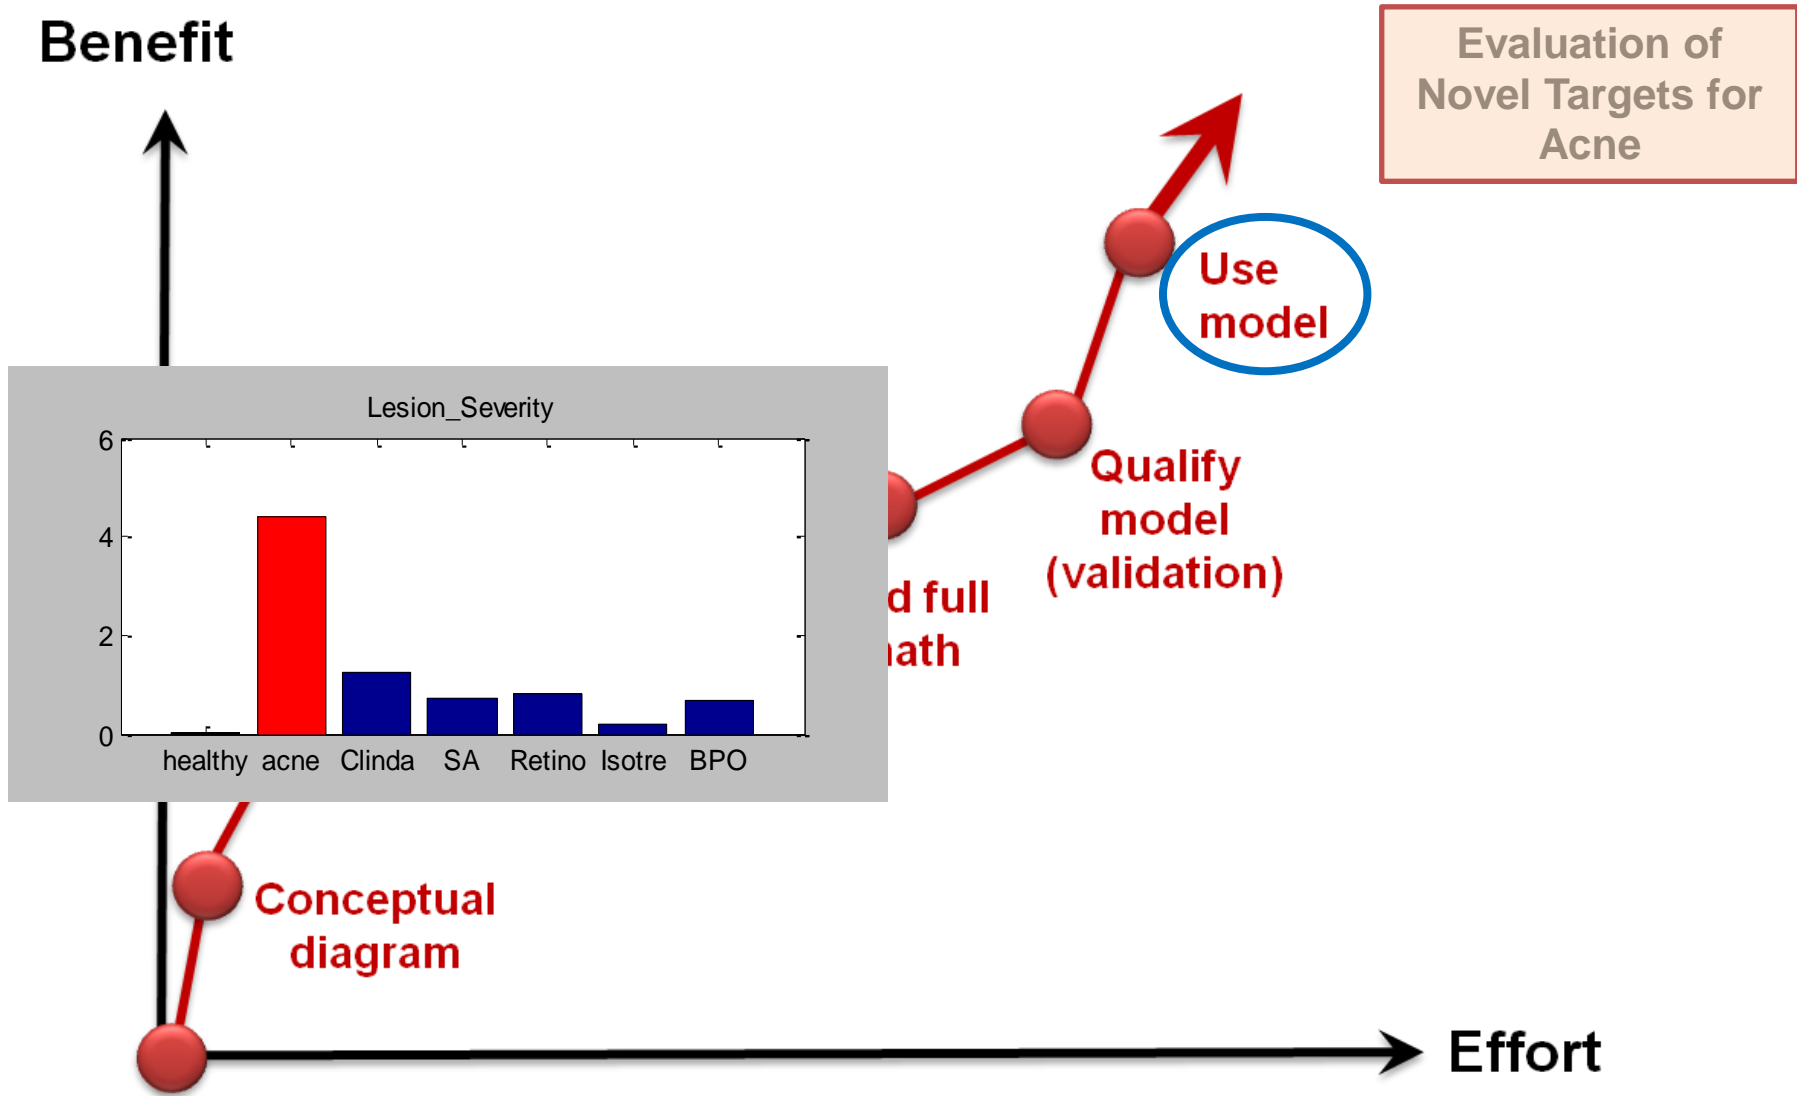 Benefit
Evaluation of
Novel Targets for
Acne
Use
model
Lesion_Severity
6
4
2
0
healthy acne Clinda SA Retino Isotre BPO
Qualify
model
(validation)
full
Conceptual
diagram
Effort